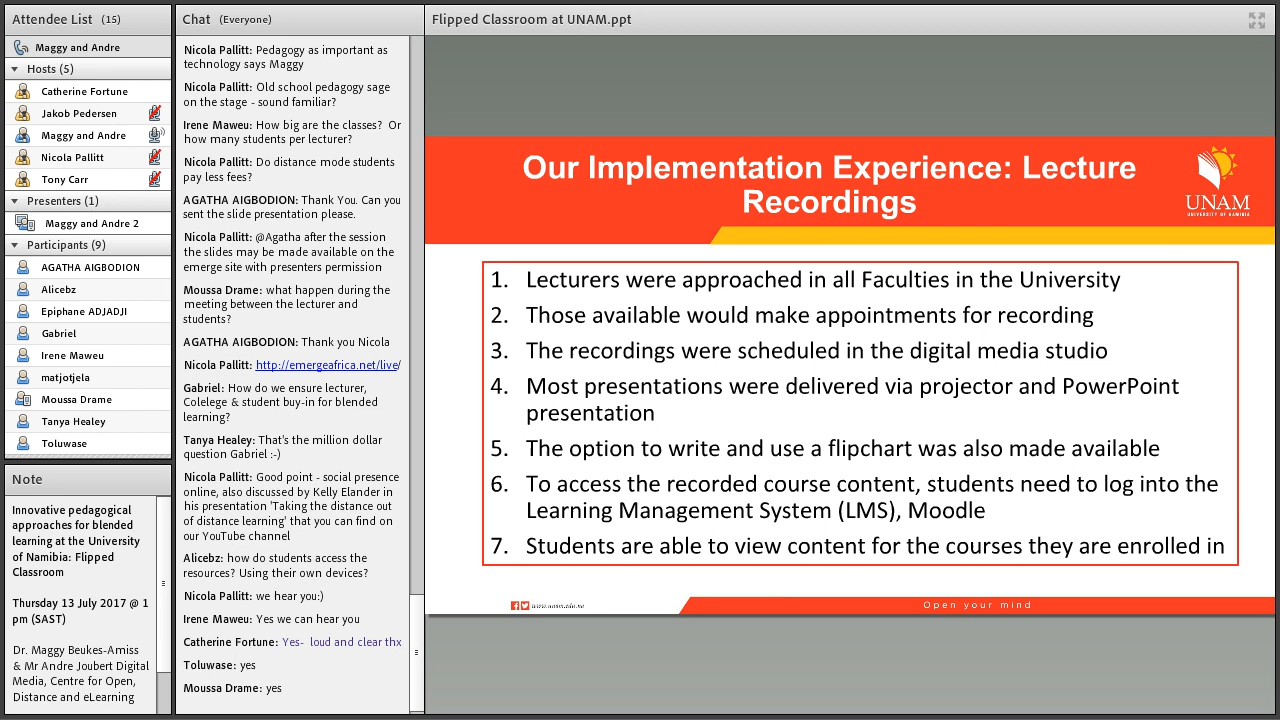 Attendee List (15)
Maggy and Andre
Hosts (5)
Catherine Fortune
Jakob Pedersen
Maggy and Andre
Nicola Pallitt
Tony Carr
Presenters (1)
Maggy and Andre 2
Participants (9)
AGATHA AIGBODION
Alicebz
Epiphane ADJADJI
Gabriel
Irene Maweu
matjotjela
Moussa Drame
Tanya Healey
Toluwase
Note
Innovative pedagogical
approaches for blended
learning at the University
of Namibia: Flipped
Classroom
Thursday 13 July 2017 @ 1
pm (SAST)
Dr. Maggy Beukes-Amiss
& Mr Andre Joubert Digital
Media, Centre for Open,
Distance and eLearning
Chat (Everyone)
Nicola Pallitt: Pedagogy as important as
technology says Maggy
Nicola Pallitt: Old school pedagogy sage
on the stage - sound familiar?
Irene Maweu: How big are the classes? Or
how many students per lecturer?
Nicola Pallitt: Do distance mode students
pay less fees?
AGATHA AIGBODION: Thank You. Can you
sent the slide presentation please.
Nicola Pallitt: @Agatha after the session
the slides may be made available on the
emerge site with presenters permission
Moussa Drame: what happen during the
meeting between the lecturer and
students?
AGATHA AIGBODION: Thank you Nicola
Nicola Pallitt: http://emergeafrica.net/live/
Gabriel: How do we ensure lecturer,
Colelege & student buy-in for blended
learning?
Tanya Healey: That's the million dollar
question Gabriel :-)
Nicola Pallitt: Good point - social presence
online, also discussed by Kelly Elander in
his presentation 'Taking the distance out
of distance learning' that you can find on
our YouTube channel
Alicebz: how do students access the
resources? Using their own devices?
Nicola Pallitt: we hear you:)
Irene Maweu: Yes we can hear you
Catherine Fortune: Yes- loud and clear thx
Toluwase: yes
Moussa Drame: yes
Flipped Classroom at UNAM.ppt
Our Implementation Experience: Lecture
Recordings
UNAM
UNIVERSITY OF NAMIBIA
1. Lecturers were approached in all Faculties in the University
2. Those available would make appointments for recording
3. The recordings were scheduled in the digital media studio
4. Most presentations were delivered via projector and PowerPoint
presentation
5. The option to write and use a flipchart was also made available
6. To access the recorded course content, students need to log into the
Learning Management System (LMS), Moodle
7. Students are able to view content for the courses they are enrolled in
www.unam.edu.na
Open your mind